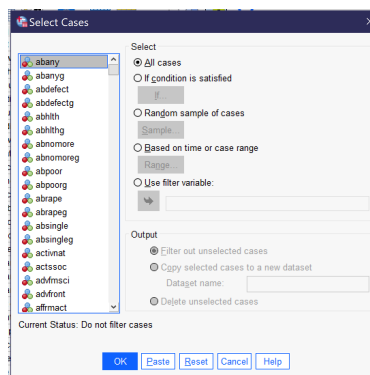 Select Cases
abany
abanyg
abdefect
abdefectg
abhlth
abhlthg
abnomore
abnomoreg
abpoor
abpoorg
abrape
abrapeg
absingle
absingleg
activnat
actssoc
advfmsci
advfront
affrmact
Select
All cases
If condition is satisfied
If...
Random sample of cases
Sample...
Based on time or case range
Range...
Use filter variable:
Output
Filter out unselected cases
Copy selected cases to a new dataset
Dataset name:
Delete unselected cases
Current Status: Do not filter cases
OK Paste Reset Cancel Help